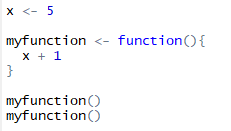 x <- 5
myfunction <- function(){
  x + 1
}
myfunction()
myfunction()